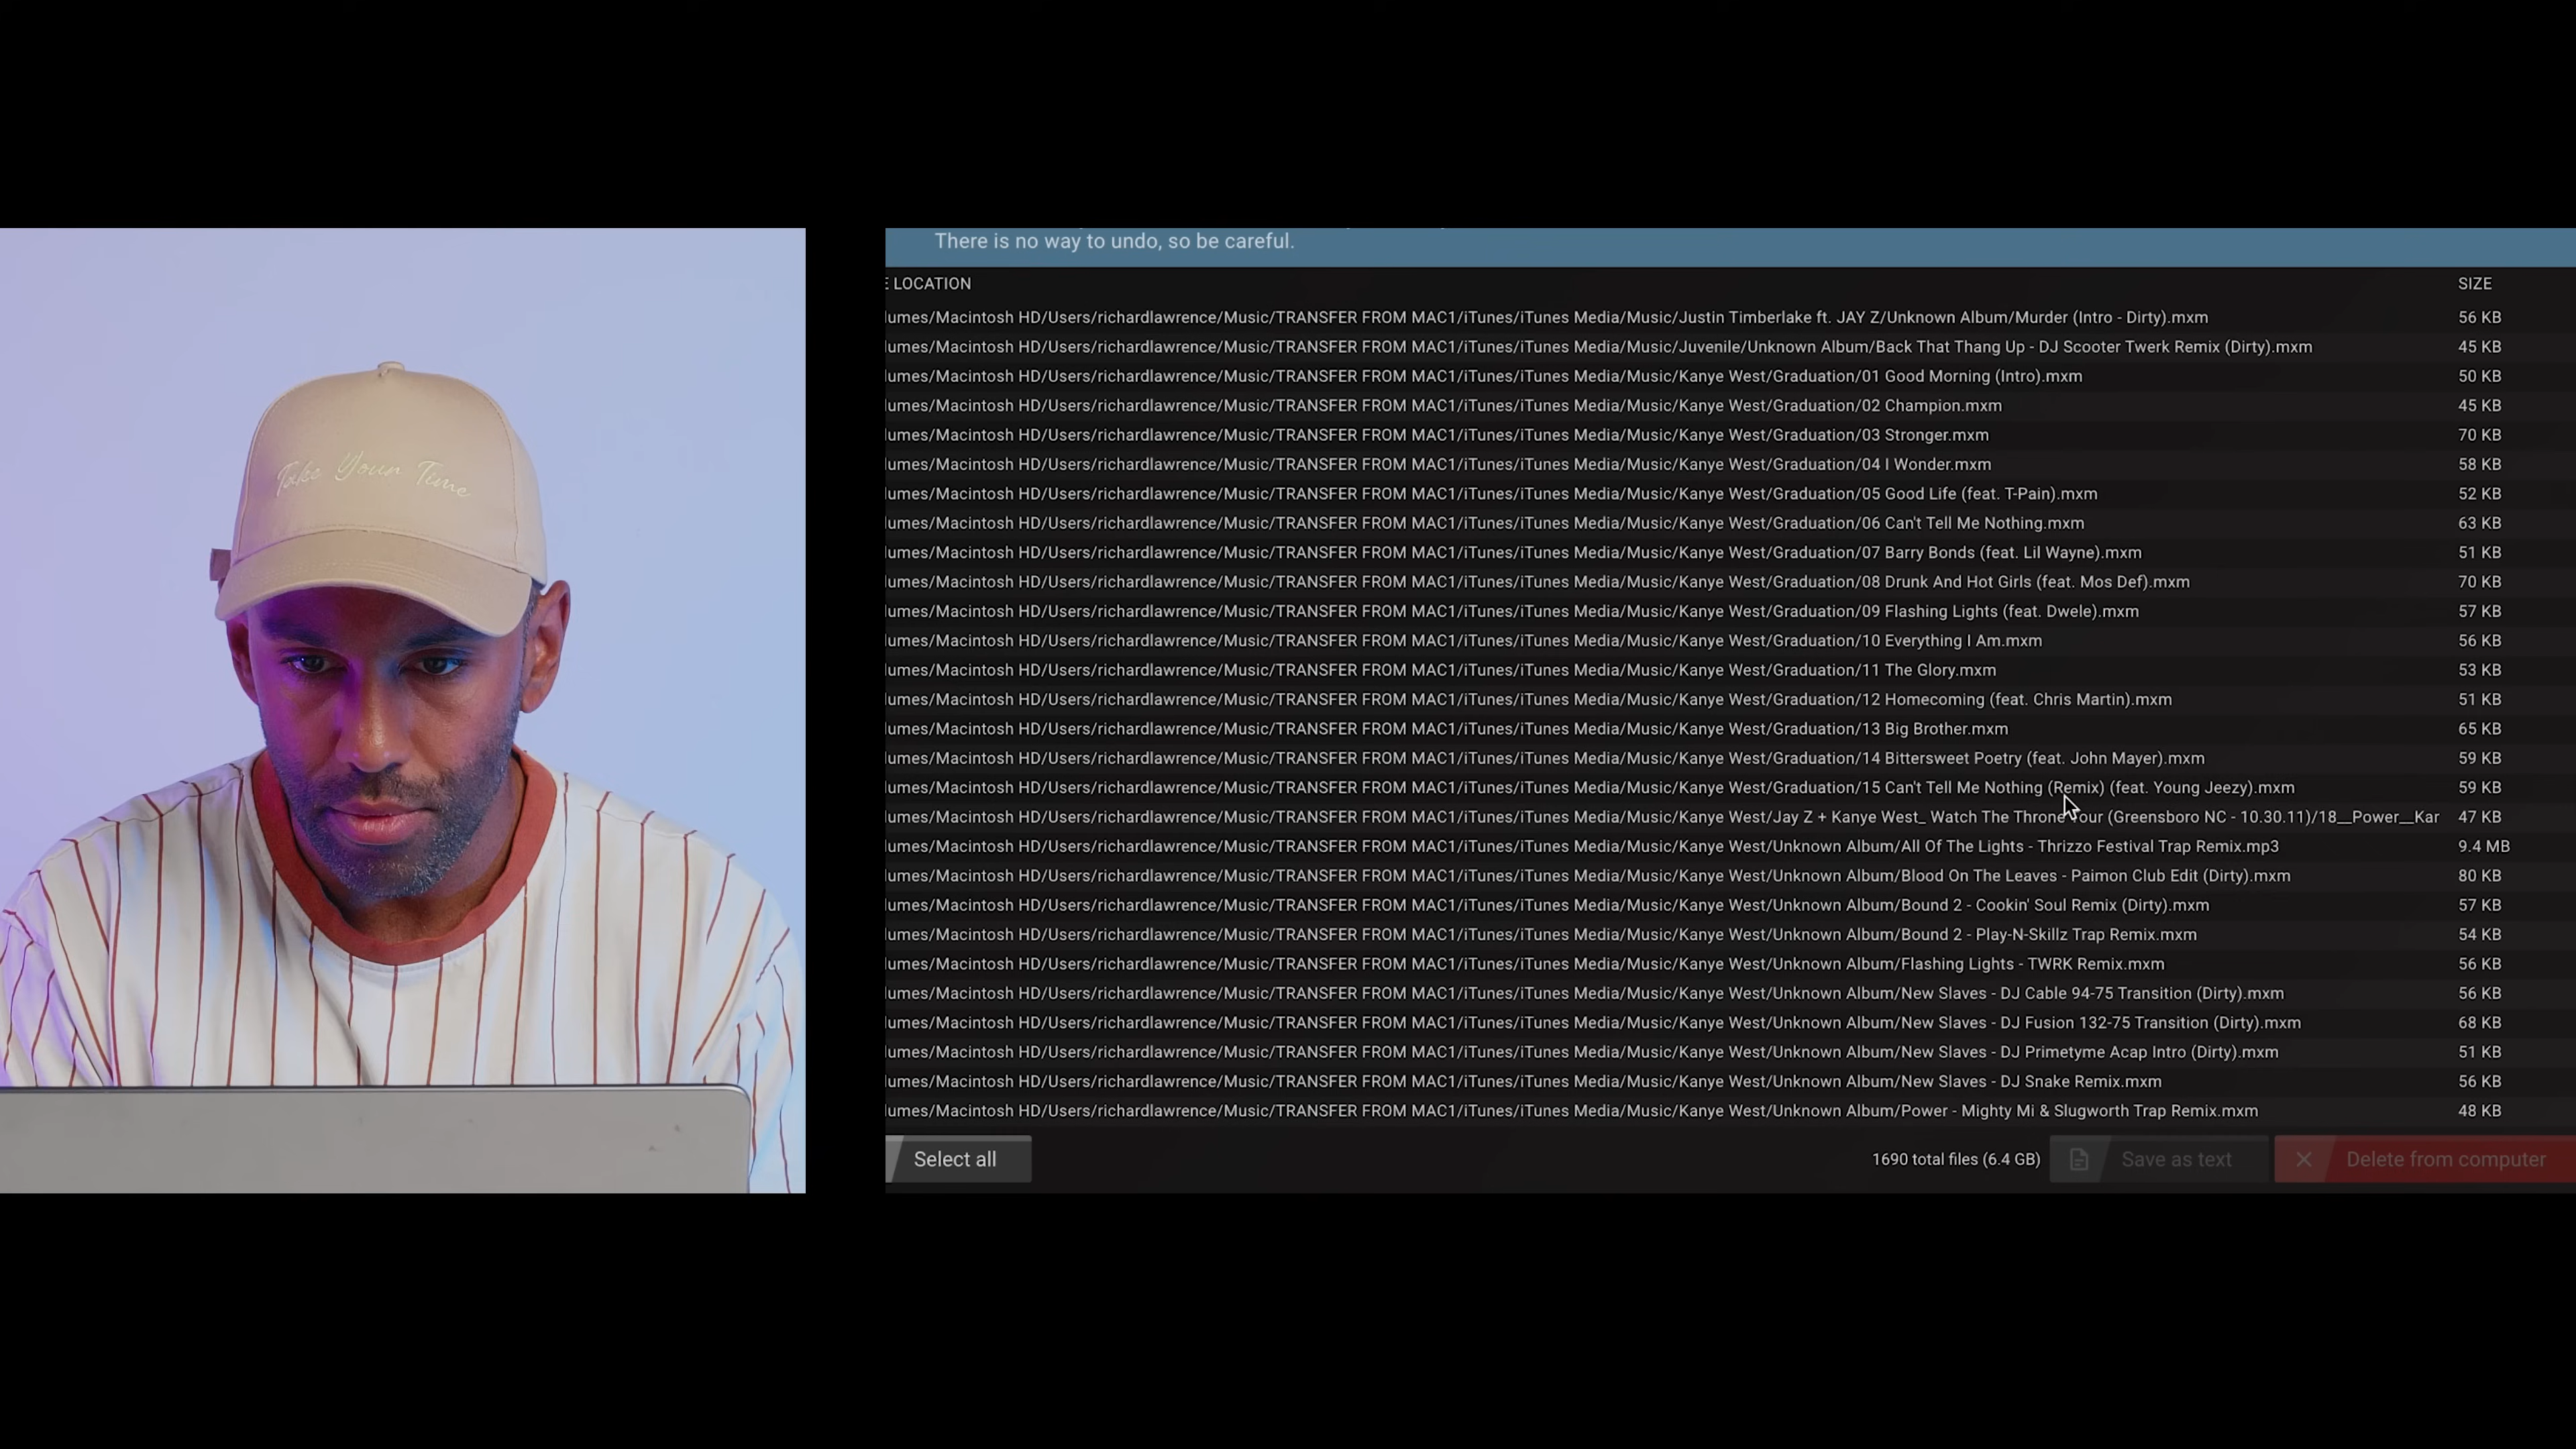 Take Your Time
There is no way to undo, so be careful.
E LOCATION SIZE
lumes/Macintosh HD/Users/richardlawrence/Music/TRANSFER FROM MAC1/iTunes/iTunes Media/Music/Justin Timberlake ft. JAY Z/Unknown Album/Murder (Intro - Dirty).mxm 56 KB
lumes/Macintosh HD/Users/richardlawrence/Music/TRANSFER FROM MAC1/iTunes/iTunes Media/Music/Juvenile/Unknown Album/Back That Thang Up - DJ Scooter Twerk Remix (Dirty).mxm 45 KB
lumes/Macintosh HD/Users/richardlawrence/Music/TRANSFER FROM MAC1/iTunes/iTunes Media/Music/Kanye West/Graduation/01 Good Morning (Intro).mxm 50 KB
lumes/Macintosh HD/Users/richardlawrence/Music/TRANSFER FROM MAC1/iTunes/iTunes Media/Music/Kanye West/Graduation/02 Champion.mxm 45 KB
lumes/Macintosh HD/Users/richardlawrence/Music/TRANSFER FROM MAC1/iTunes/iTunes Media/Music/Kanye West/Graduation/03 Stronger.mxm 70 KB
lumes/Macintosh HD/Users/richardlawrence/Music/TRANSFER FROM MAC1/iTunes/iTunes Media/Music/Kanye West/Graduation/04 I Wonder.mxm 58 KB
lumes/Macintosh HD/Users/richardlawrence/Music/TRANSFER FROM MAC1/iTunes/iTunes Media/Music/Kanye West/Graduation/05 Good Life (feat. T-Pain).mxm 52 KB
lumes/Macintosh HD/Users/richardlawrence/Music/TRANSFER FROM MAC1/iTunes/iTunes Media/Music/Kanye West/Graduation/06 Can't Tell Me Nothing.mxm 63 KB
lumes/Macintosh HD/Users/richardlawrence/Music/TRANSFER FROM MAC1/iTunes/iTunes Media/Music/Kanye West/Graduation/07 Barry Bonds (feat. Lil Wayne).mxm 51 KB
lumes/Macintosh HD/Users/richardlawrence/Music/TRANSFER FROM MAC1/iTunes/iTunes Media/Music/Kanye West/Graduation/08 Drunk And Hot Girls (feat. Mos Def).mxm 70 KB
lumes/Macintosh HD/Users/richardlawrence/Music/TRANSFER FROM MAC1/iTunes/iTunes Media/Music/Kanye West/Graduation/09 Flashing Lights (feat. Dwele).mxm 57 KB
lumes/Macintosh HD/Users/richardlawrence/Music/TRANSFER FROM MAC1/iTunes/iTunes Media/Music/Kanye West/Graduation/10 Everything I Am.mxm 56 KB
lumes/Macintosh HD/Users/richardlawrence/Music/TRANSFER FROM MAC1/iTunes/iTunes Media/Music/Kanye West/Graduation/11 The Glory.mxm 53 KB
lumes/Macintosh HD/Users/richardlawrence/Music/TRANSFER FROM MAC1/iTunes/iTunes Media/Music/Kanye West/Graduation/12 Homecoming (feat. Chris Martin).mxm 51 KB
lumes/Macintosh HD/Users/richardlawrence/Music/TRANSFER FROM MAC1/iTunes/iTunes Media/Music/Kanye West/Graduation/13 Big Brother.mxm 65 KB
lumes/Macintosh HD/Users/richardlawrence/Music/TRANSFER FROM MAC1/iTunes/iTunes Media/Music/Kanye West/Graduation/14 Bittersweet Poetry (feat. John Mayer).mxm 59 KB
lumes/Macintosh HD/Users/richardlawrence/Music/TRANSFER FROM MAC1/iTunes/iTunes Media/Music/Kanye West/Graduation/15 Can't Tell Me Nothing (Remix) (feat. Young Jeezy).mxm 59 KB
lumes/Macintosh HD/Users/richardlawrence/Music/TRANSFER FROM MAC1/iTunes/iTunes Media/Music/Kanye West/Jay Z + Kanye West_ Watch The Throne Tour (Greensboro NC - 10.30.11)/18__Power__Kar 47 KB
lumes/Macintosh HD/Users/richardlawrence/Music/TRANSFER FROM MAC1/iTunes/iTunes Media/Music/Kanye West/Unknown Album/All Of The Lights - Thrizzo Festival Trap Remix.mp3 9.4 MB
lumes/Macintosh HD/Users/richardlawrence/Music/TRANSFER FROM MAC1/iTunes/iTunes Media/Music/Kanye West/Unknown Album/Blood On The Leaves - Paimon Club Edit (Dirty).mxm 80 KB
lumes/Macintosh HD/Users/richardlawrence/Music/TRANSFER FROM MAC1/iTunes/iTunes Media/Music/Kanye West/Unknown Album/Bound 2 - Cookin' Soul Remix (Dirty).mxm 57 KB
lumes/Macintosh HD/Users/richardlawrence/Music/TRANSFER FROM MAC1/iTunes/iTunes Media/Music/Kanye West/Unknown Album/Bound 2 - Play-N-Skillz Trap Remix.mxm 54 KB
lumes/Macintosh HD/Users/richardlawrence/Music/TRANSFER FROM MAC1/iTunes/iTunes Media/Music/Kanye West/Unknown Album/Flashing Lights - TWRK Remix.mxm 56 KB
lumes/Macintosh HD/Users/richardlawrence/Music/TRANSFER FROM MAC1/iTunes/iTunes Media/Music/Kanye West/Unknown Album/New Slaves - DJ Cable 94-75 Transition (Dirty).mxm 56 KB
lumes/Macintosh HD/Users/richardlawrence/Music/TRANSFER FROM MAC1/iTunes/iTunes Media/Music/Kanye West/Unknown Album/New Slaves - DJ Fusion 132-75 Transition (Dirty).mxm 68 KB
lumes/Macintosh HD/Users/richardlawrence/Music/TRANSFER FROM MAC1/iTunes/iTunes Media/Music/Kanye West/Unknown Album/New Slaves - DJ Primetyme Acap Intro (Dirty).mxm 51 KB
lumes/Macintosh HD/Users/richardlawrence/Music/TRANSFER FROM MAC1/iTunes/iTunes Media/Music/Kanye West/Unknown Album/New Slaves - DJ Snake Remix.mxm 56 KB
lumes/Macintosh HD/Users/richardlawrence/Music/TRANSFER FROM MAC1/iTunes/iTunes Media/Music/Kanye West/Unknown Album/Power - Mighty Mi & Slugworth Trap Remix.mxm 48 KB
Select all 1690 total files (6.4 GB) Save as text Delete from computer